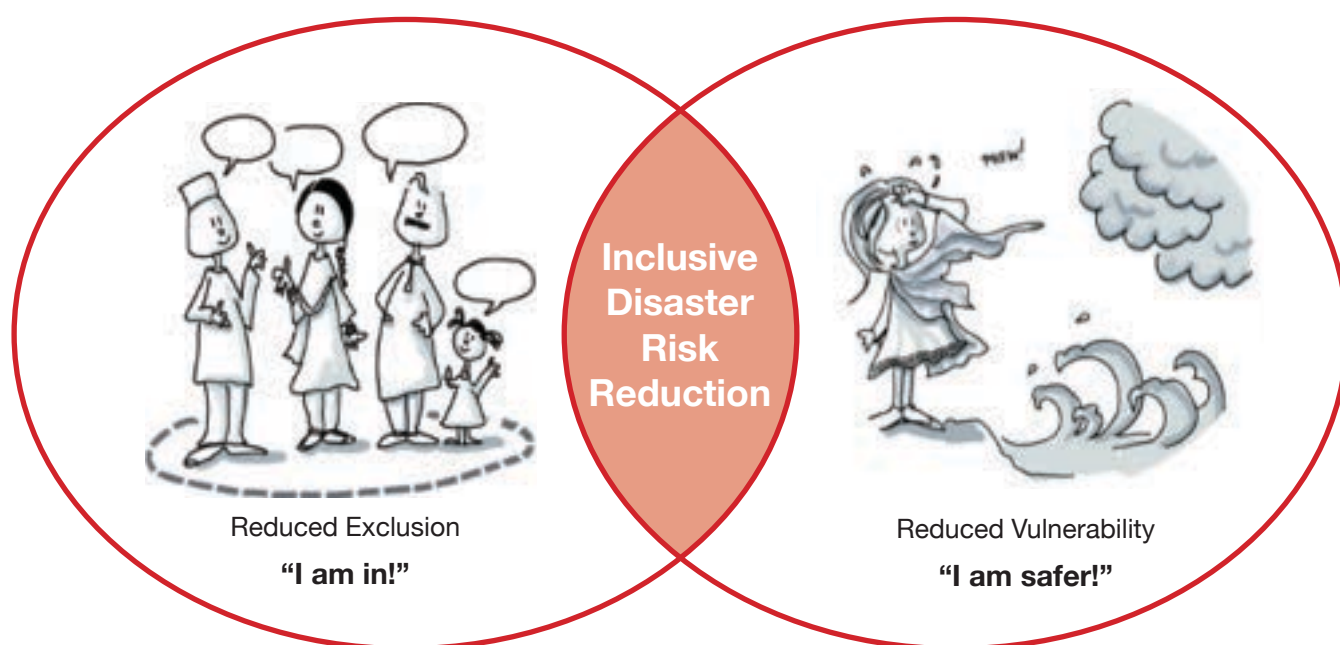 Inclusive
Disaster
Risk
Reduction
Reduced Exclusion
“I am in!”
Reduced Vulnerability
“I am safer!”